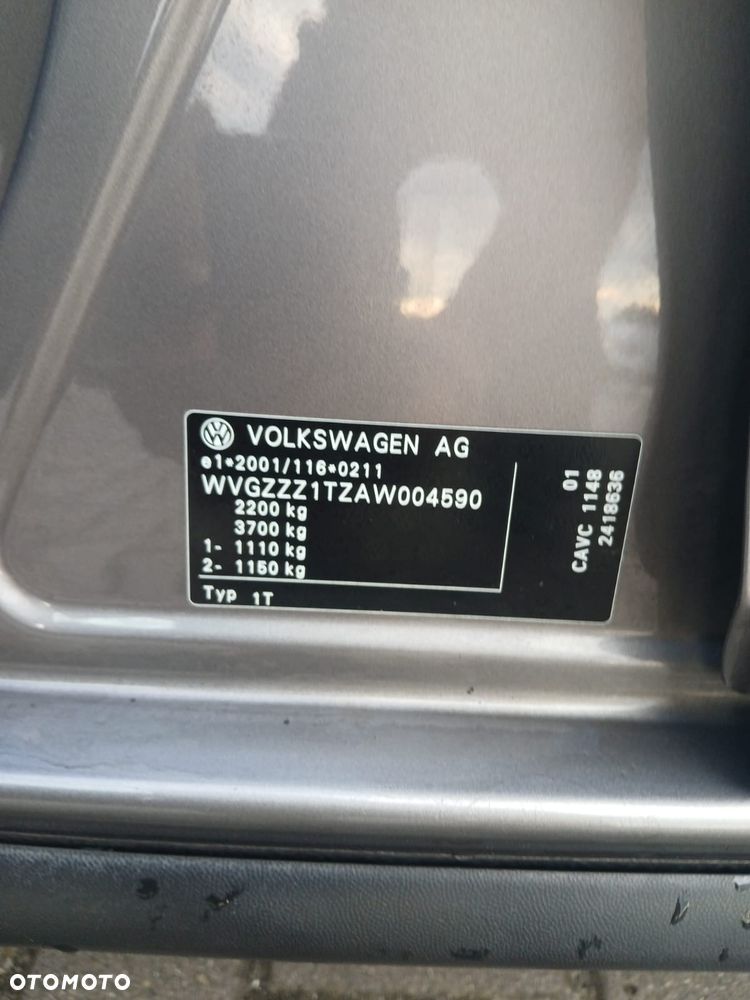 VOLKSWAGEN AG
e1*2001/116*0211
WVGZZZ1TZAW004590
2200 kg
3700 kg
1- 1110 kg
2- 1150 kg
Typ 1T
01
CAVC 1148
2418636
OTOMOTO